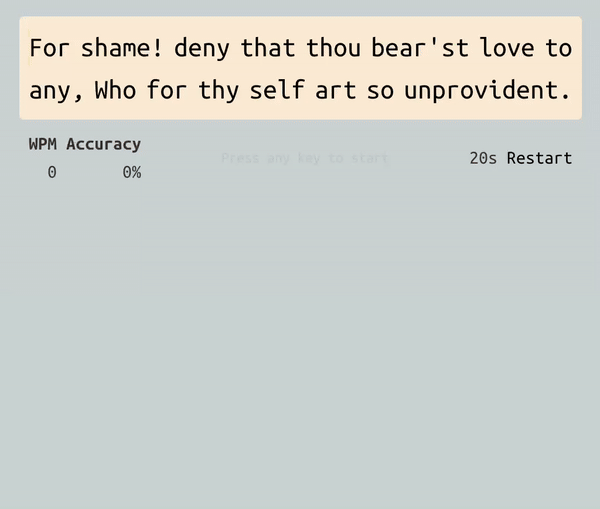 For shame! deny that thou bear'st love to
any, Who for thy self art so unprovident.
WPM Accuracy
0 0%
Press any key to start
20s Restart